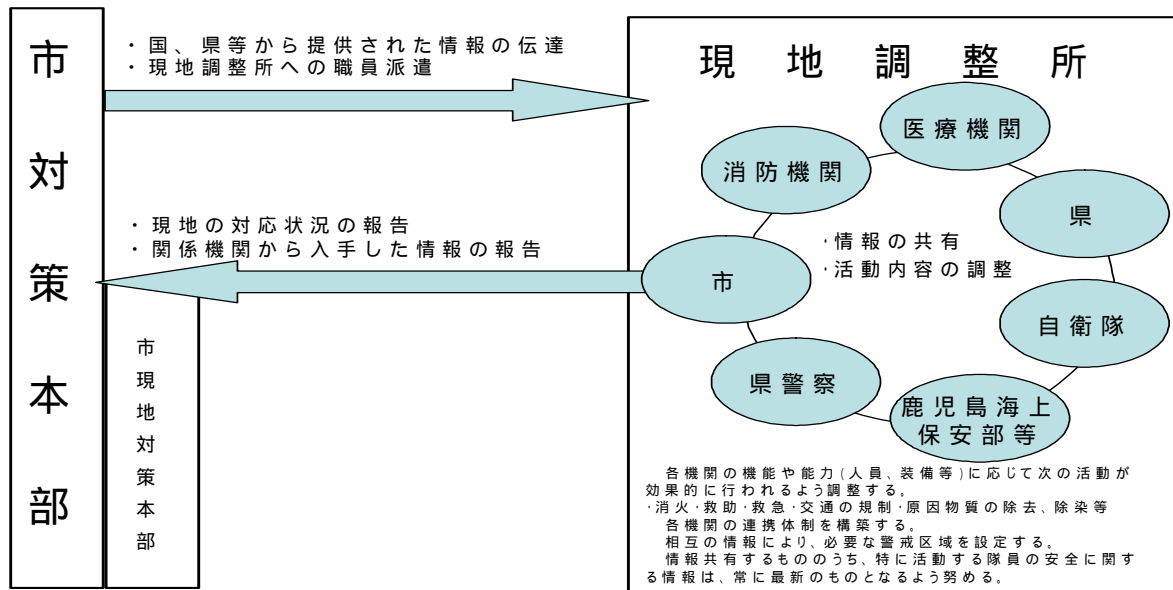 市対策本部
・国、県等から提供された情報の伝達
・現地調整所への職員派遣
・現地の対応状況の報告
・関係機関から入手した情報の報告
市現地対策本部
現地調整所
医療機関
消防機関
県
・情報の共有
・活動内容の調整
市
自衛隊
県警察
鹿児島海上
保安部等
各機関の機能や能力(人員、装備等)に応じて次の活動が
効果的に行われるよう調整する。
・消火・救助・救急・交通の規制・原因物質の除去、除染等
各機関の連携体制を構築する。
相互の情報により、必要な警戒区域を設定する。
情報共有するもののうち、特に活動する隊員の安全に関す
る情報は、常に最新のものとなるよう努める。